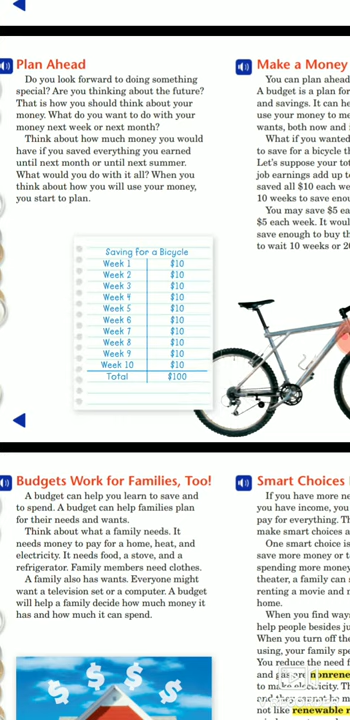 Plan Ahead
Do you look forward to doing something
special? Are you thinking about the future?
That is how you should think about your
money. What do you want to do with your
money next week or next month?
Think about how much money you would
have if you saved everything you earned
until next month or until next summer.
What would you do with it all? When you
think about how you will use your money,
you start to plan.
Saving for a Bicycle
Week 1 $10
Week 2 $10
Week 3 $10
Week 4 $10
Week 5 $10
Week 6 $10
Week 7 $10
Week 8 $10
Week 9 $10
Week 10 $10
Total $100
Make a Money
You can plan ahead
A budget is a plan for
and savings. It can he
use your money to me
wants, both now and
What if you wanted
to save for a bicycle th
Let's suppose your tot
job earnings add up t
saved all $10 each we
10 weeks to save enou
You may save $5 ea
$5 each week. It woul
save enough to buy th
to wait 10 weeks or 20
Budgets Work for Families, Too!
A budget can help you learn to save and
to spend. A budget can help families plan
for their needs and wants.
Think about what a family needs. It
needs money to pay for a home, heat, and
electricity. It needs food, a stove, and a
refrigerator. Family members need clothes.
A family also has wants. Everyone might
want a television set or a computer. A budget
will help a family decide how much money it
has and how much it can spend.
$ $ $ $
Smart Choices
If you have more ne
you have income, you
pay for everything. Th
make smart choices a
One smart choice is
save more money or t
spending more money
theater, a family can
renting a movie and
home.
When you find way
help people besides ju
When you turn off the
using, your family spe
You reduce the need f
and gas are nonrene
to make electricity. Th
and they cannot be m
not like renewable r